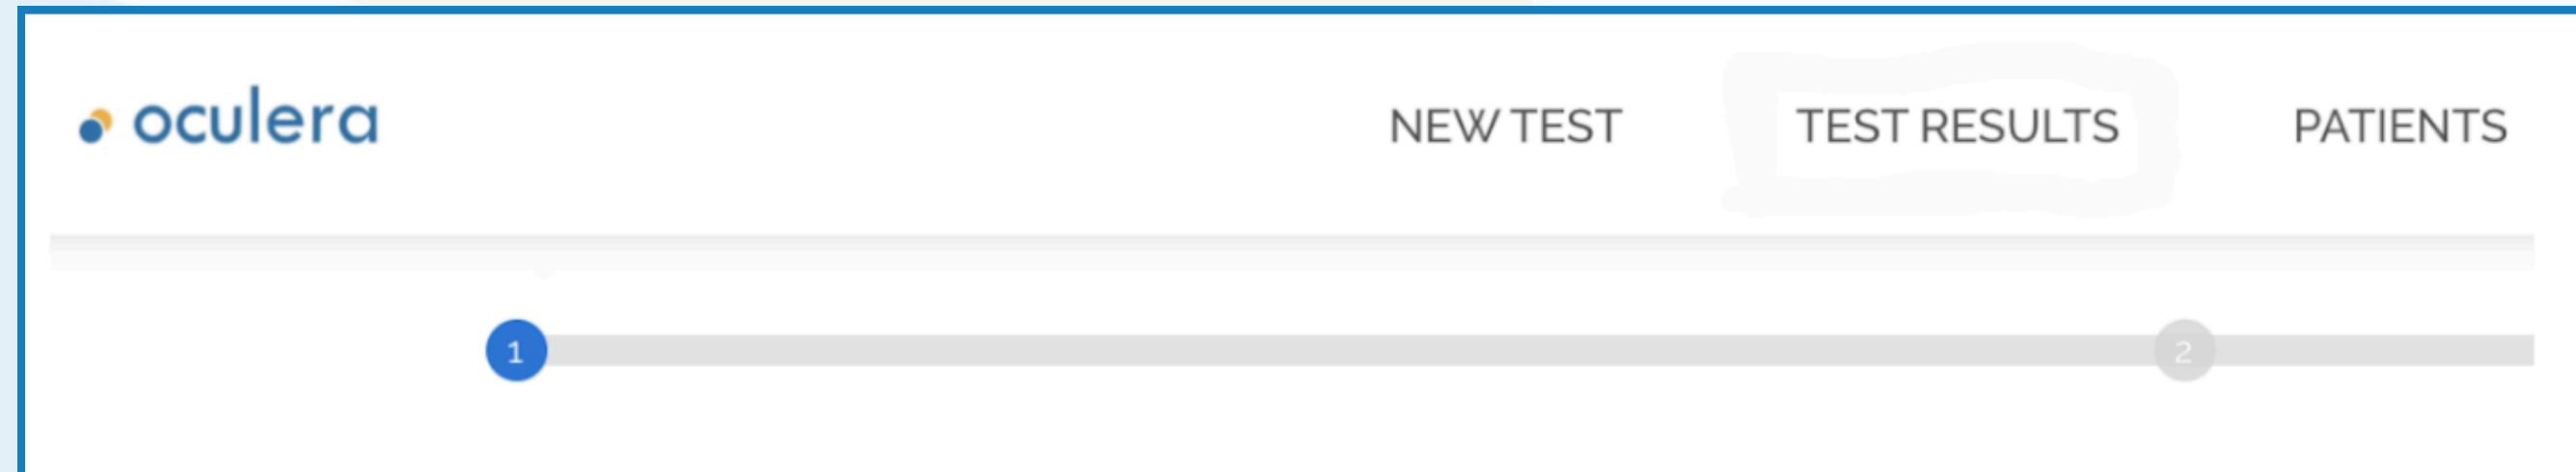 oculera
NEW TEST TEST RESULTS PATIENTS
1 2